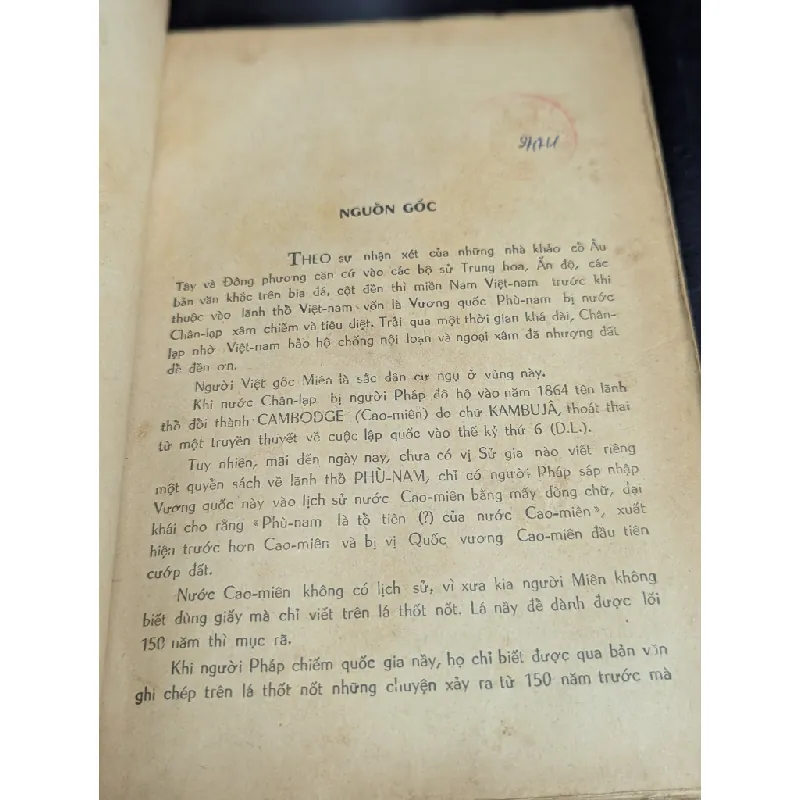 NGUỒN GỐC
THEO sự nhận xét của những nhà khảo cổ Âu
Tây và Đông phương căn cứ vào các bộ sử Trung hoa, Ấn độ, các
bản văn khắc trên bia đá, cột đền thì miền Nam Việt-nam trước khi
thuộc vào lãnh thổ Việt-nam vốn là Vương quốc Phù-nam bị nước
Chân-lạp xâm chiếm và tiêu diệt. Trải qua một thời gian khá dài, Chân-
lạp nhờ Việt-nam bảo hộ chống nội loạn và ngoại xâm đã nhượng đất
để đền ơn.
Người Việt gốc Miên là sắc dân cư ngụ ở vùng này.
Khi nước Chân-lạp bị người Pháp đô hộ vào năm 1864 tên lãnh
thổ đổi thành CAMBODGE (Cao-miên) do chữ KAMBUJÂ, thoát thai
từ một truyền thuyết về cuộc lập quốc vào thế kỷ thứ 6 (D.L.).
Tuy nhiên, mãi đến ngày nay, chưa có vị Sử gia nào viết riêng
một quyển sách về lãnh thổ PHÙ-NAM, chỉ có người Pháp sáp nhập
Vương quốc này vào lịch sử nước Cao-miên bằng mấy dòng chữ, đại
khái cho rằng «Phù-nam là tổ tiên (?) của nước Cao-miên», xuất
hiện trước hơn Cao-miên và bị vị Quốc vương Cao-miên đầu tiên
cướp đất.
Nước Cao-miên không có lịch sử, vì xưa kia người Miên không
biết dùng giấy mà chỉ viết trên lá thốt nốt. Lá nầy để dành được lối
150 năm thì mục rã.
Khi người Pháp chiếm quốc gia nầy, họ chỉ biết được qua bản văn
ghi chép trên lá thốt nốt những chuyện xảy ra từ 150 năm trước mà